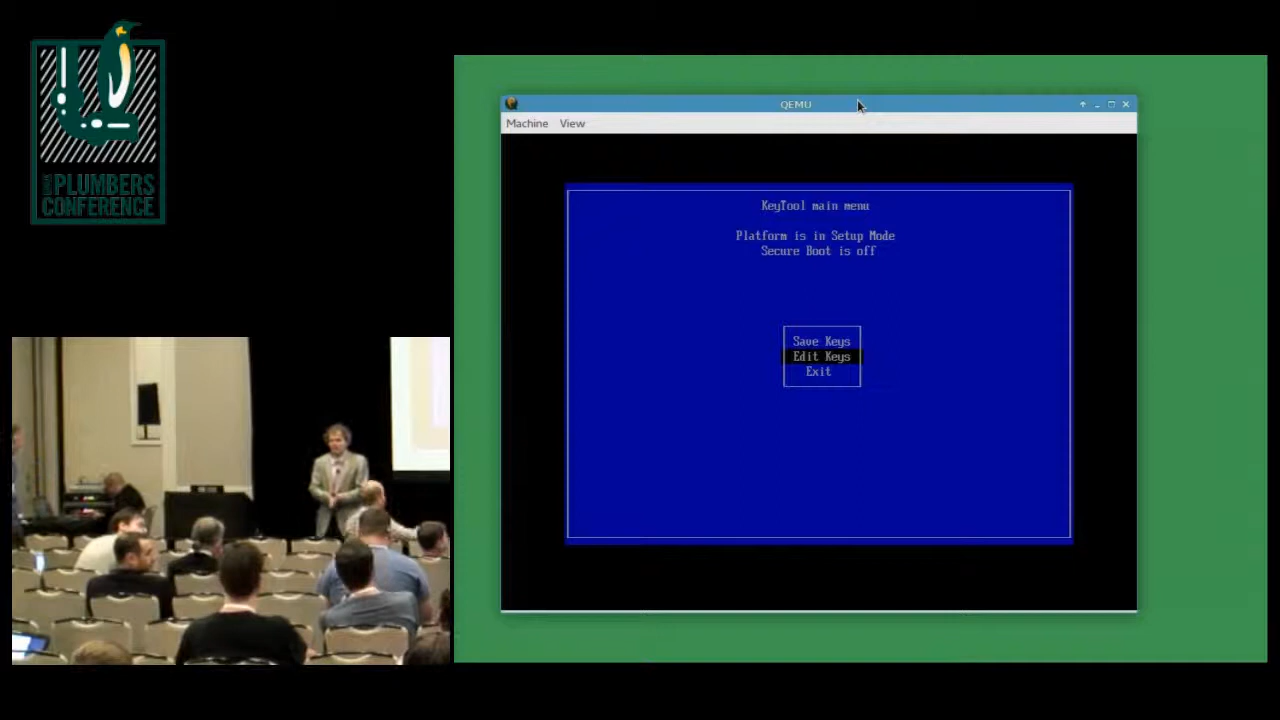 PLUMBERS
CONFERENCE
QEMU
Machine View
KeyTool main menu
Platform is in Setup Mode
Secure Boot is off
Save Keys
Edit Keys
Exit